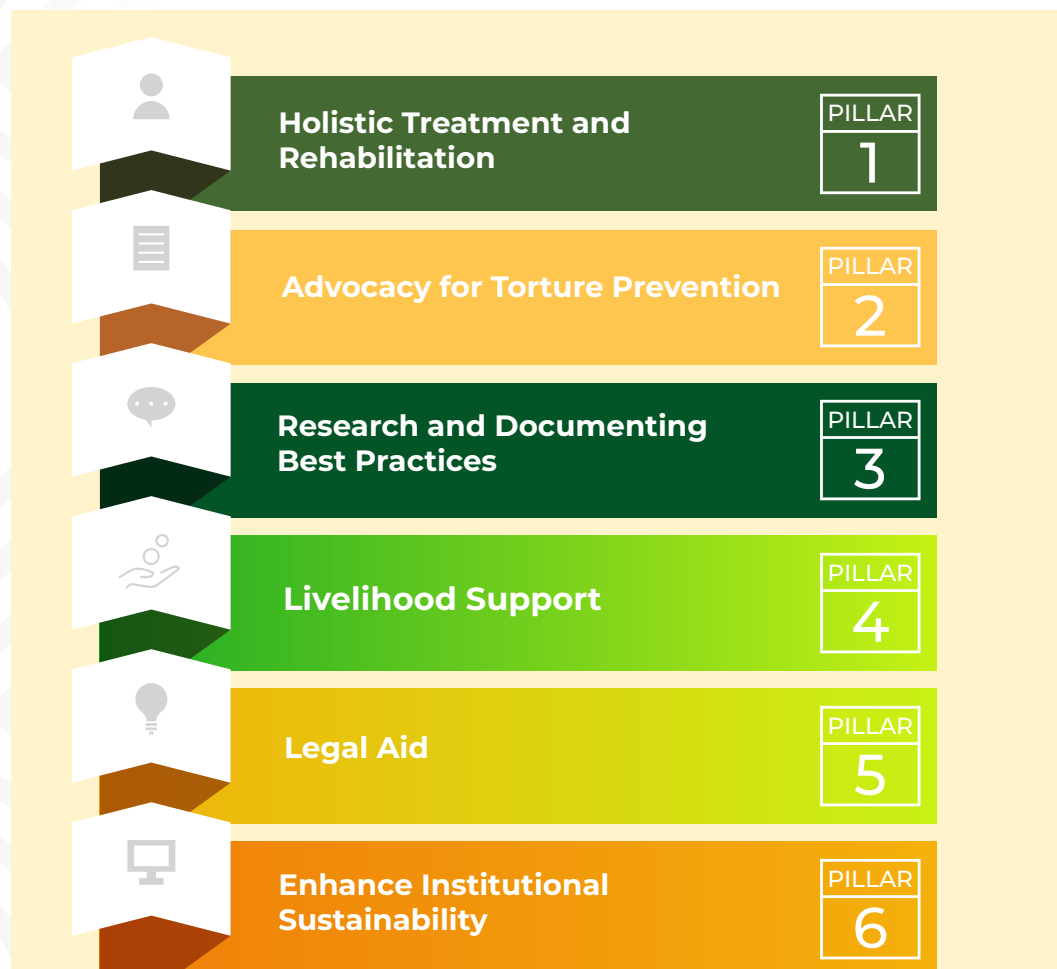 Holistic Treatment and
Rehabilitation
PILLAR
1
Advocacy for Torture Prevention
PILLAR
2
Research and Documenting
Best Practices
PILLAR
3
Livelihood Support
PILLAR
4
Legal Aid
PILLAR
5
Enhance Institutional
Sustainability
PILLAR
6